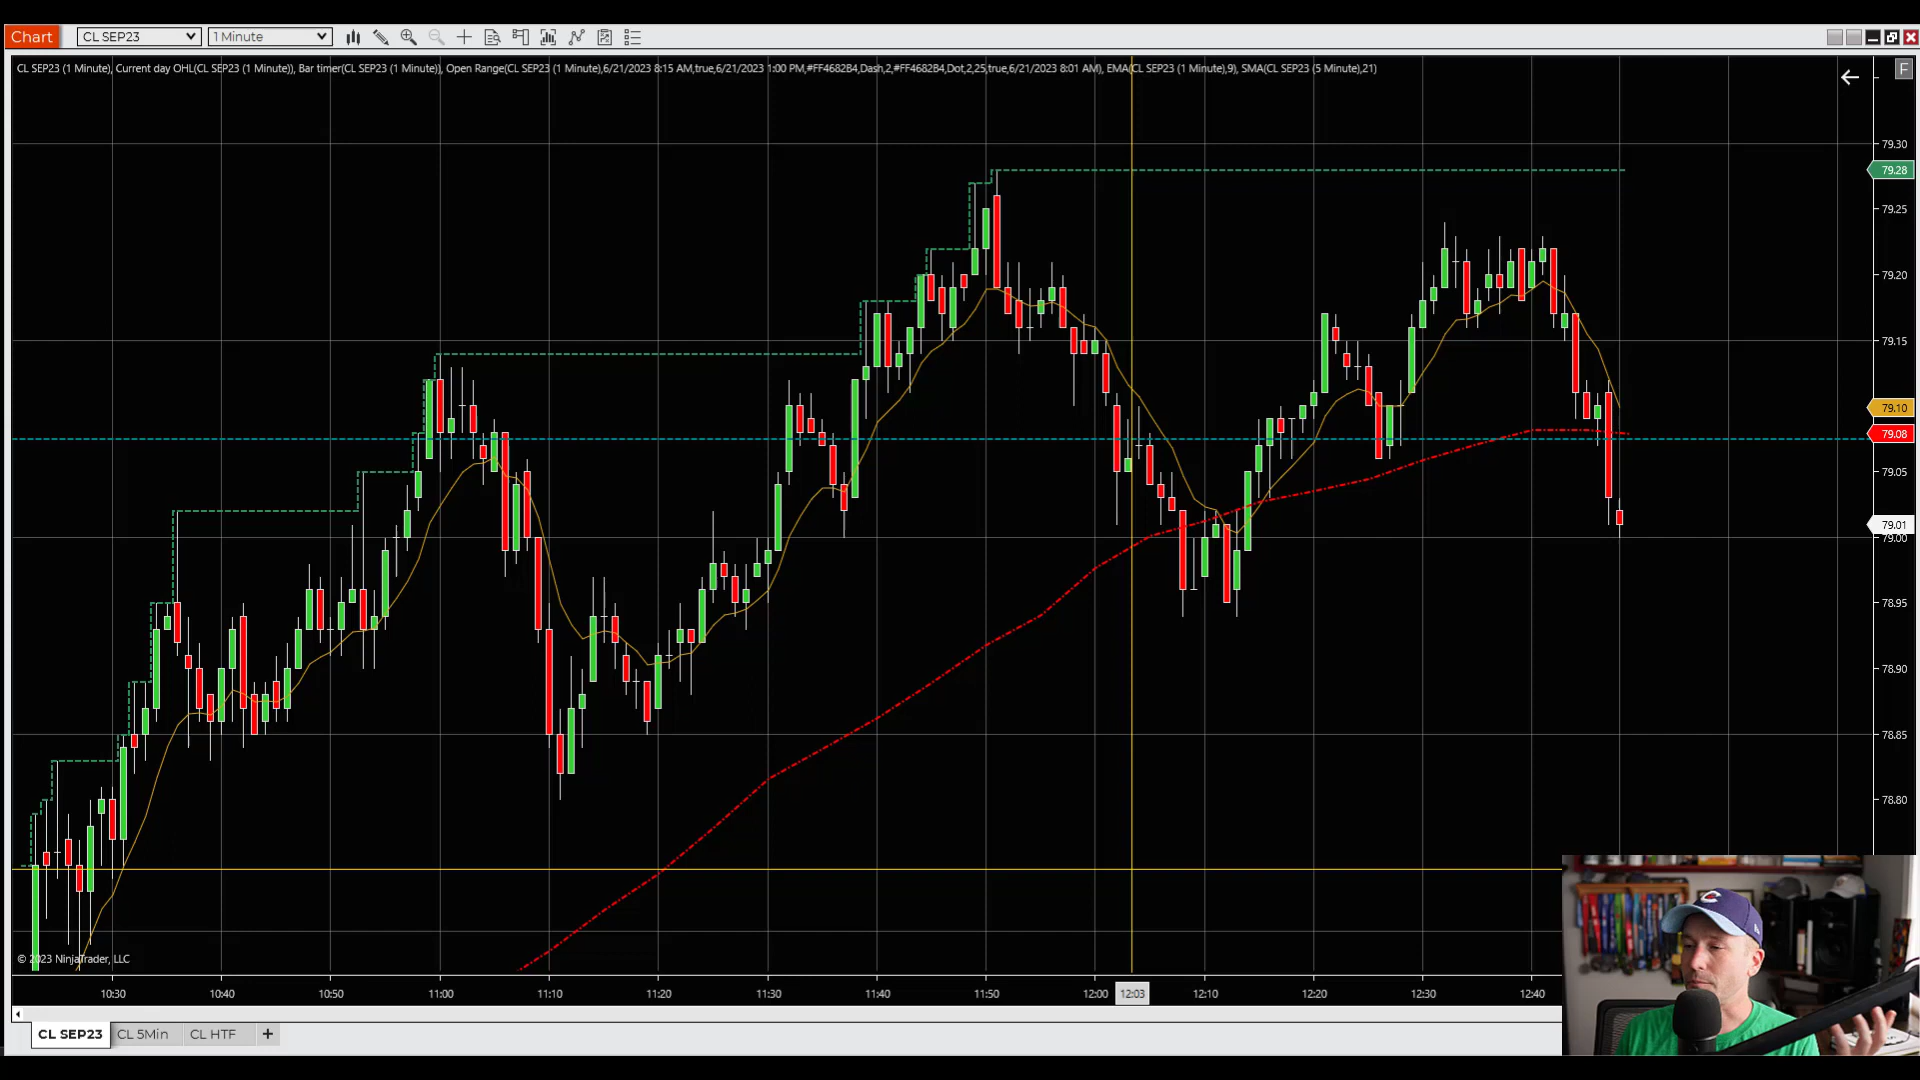 Chart CL SEP23 1 Minute
CL SEP23 (1 Minute), Current day OHL(CL SEP23 (1 Minute)), Bar timer(CL SEP23 (1 Minute)), Open Range(CL SEP23 (1 Minute),6/21/2023 8:15 AM,true,6/21/2023 1:00 PM,#FF4682B4,Dash,2,#FF4682B4,Dot,2,25,true,6/21/2023 8:01 AM), EMA(CL SEP23 (1 Minute),9), SMA(CL SEP23 (5 Minute),21)
F
79.30
79.28
79.25
79.20
79.15
79.10
79.08
79.05
79.01
79.00
78.95
78.90
78.85
78.80
© 2023 NinjaTrader, LLC
10:30 10:40 10:50 11:00 11:10 11:20 11:30 11:40 11:50 12:00 12:03 12:10 12:20 12:30 12:40
CL SEP23 CL 5Min CL HTF +